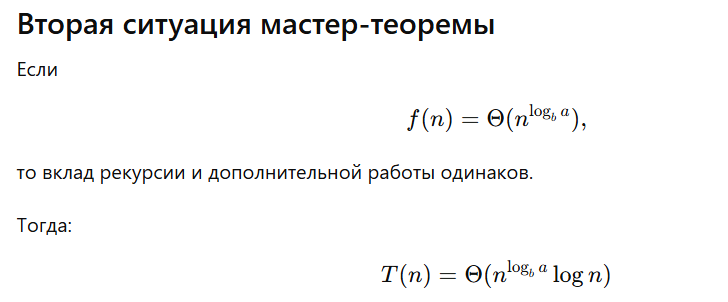 Вторая ситуация мастер-теоремы
Если
f(n) = Θ(n^{log_b a}),
то вклад рекурсии и дополнительной работы одинаков.
Тогда:
T(n) = Θ(n^{log_b a} log n)